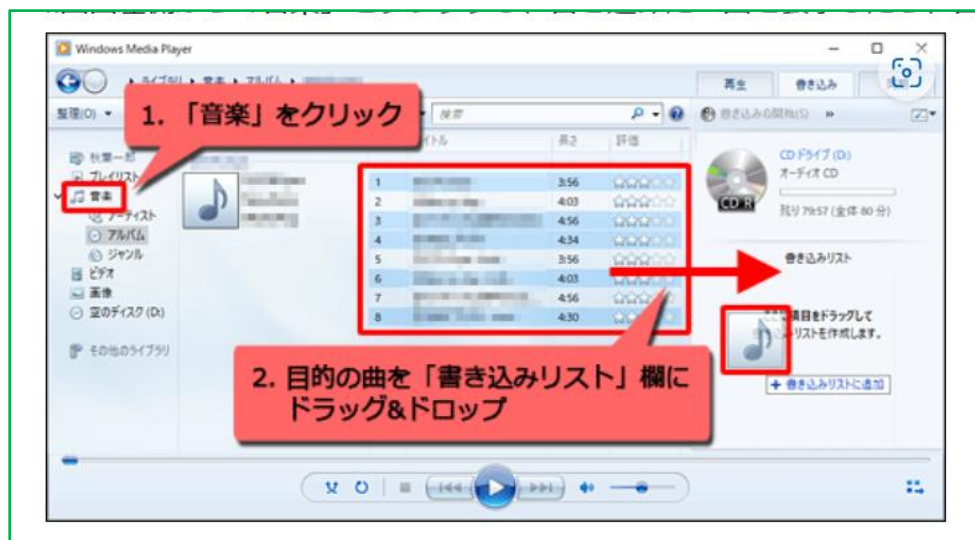 Windows Media Player
ライブラリ ▸ 音楽 ▸ アルバム ▸
再生
書き込み
整理(O)
検索
書き込みの開始(S)
1. 「音楽」をクリック
タイトル
長さ
評価
秋葉一郎
プレイリスト
音楽
アーティスト
アルバム
ジャンル
ビデオ
画像
空のディスク (D:)
その他のライブラリ
1 3:56
2 4:03
3 4:56
4 4:34
5 3:56
6 4:03
7 4:56
8 4:30
CD ドライブ (D:)
オーディオ CD
CD R
残り 79:57 (全体 80 分)
書き込みリスト
項目をドラッグして
リストを作成します。
+ 書き込みリストに追加
2. 目的の曲を「書き込みリスト」欄に
ドラッグ&ドロップ